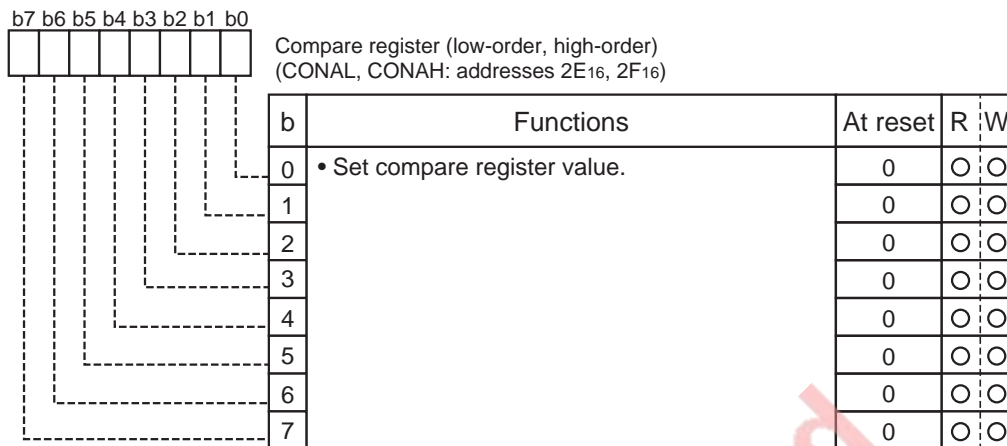 b7 b6 b5 b4 b3 b2 b1 b0
Compare register (low-order, high-order)
(CONAL, CONAH: addresses 2E16, 2F16)
b Functions At reset R W
0 • Set compare register value. 0 ○ ○
1 0 ○ ○
2 0 ○ ○
3 0 ○ ○
4 0 ○ ○
5 0 ○ ○
6 0 ○ ○
7 0 ○ ○